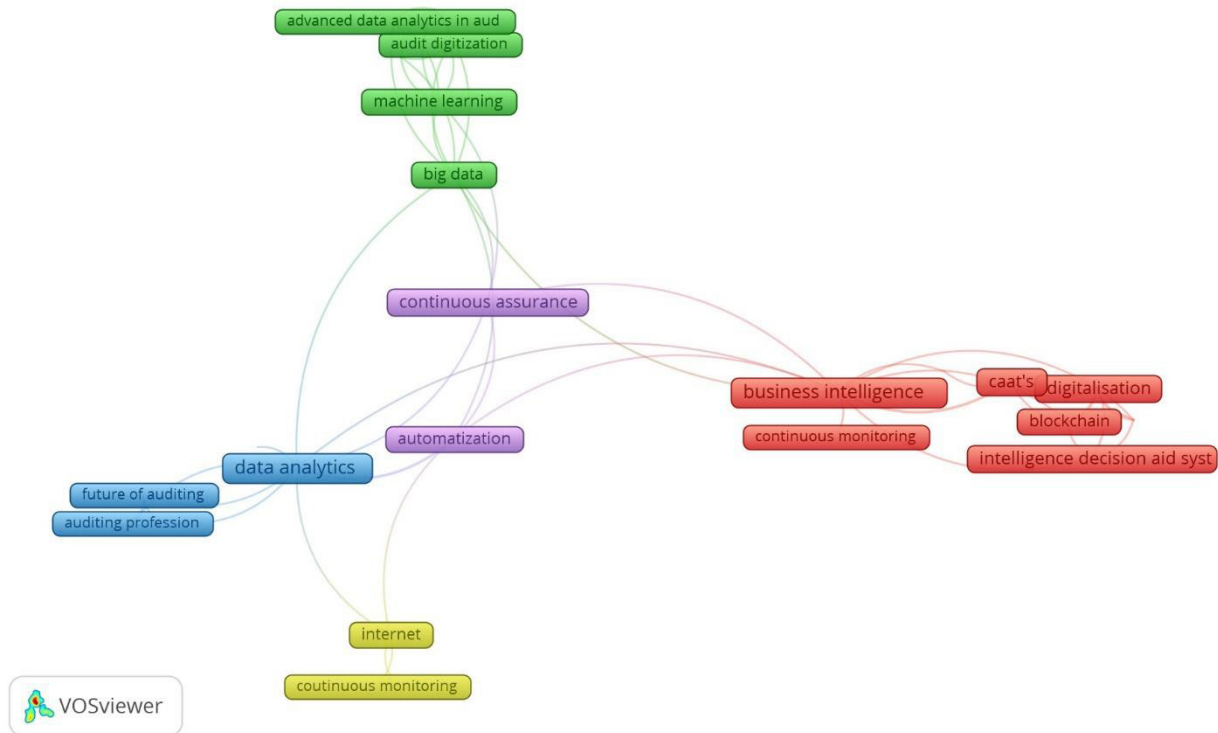 advanced data analytics in aud
audit digitization
machine learning
big data
continuous assurance
business intelligence
caat's
digitalisation
blockchain
continuous monitoring
automatization
intelligence decision aid syst
data analytics
future of auditing
auditing profession
internet
coutinuous monitoring
VOSviewer